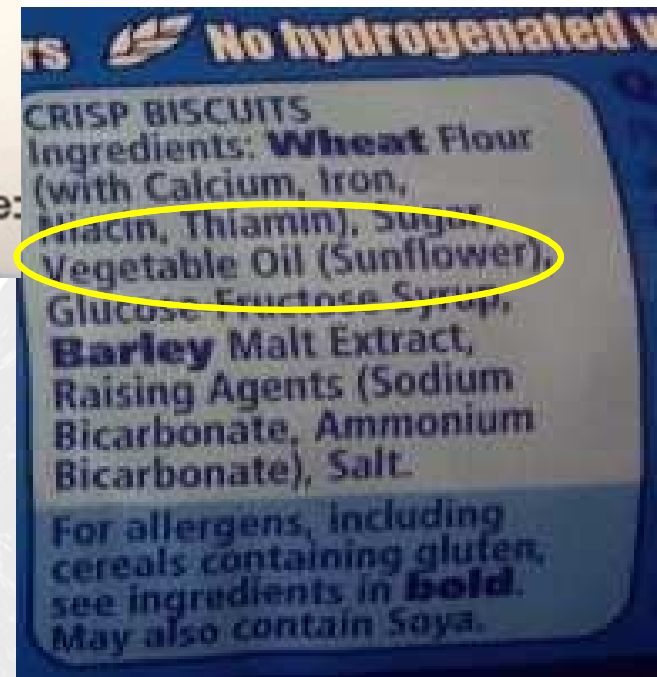 rs No hydrogenated v
e:
CRISP BISCUITS
Ingredients: Wheat Flour
(with Calcium, Iron,
Niacin, Thiamin), Sugar,
Vegetable Oil (Sunflower),
Glucose-Fructose Syrup,
Barley Malt Extract,
Raising Agents (Sodium
Bicarbonate, Ammonium
Bicarbonate), Salt.
For allergens, including
cereals containing gluten,
see ingredients in bold.
May also contain Soya.